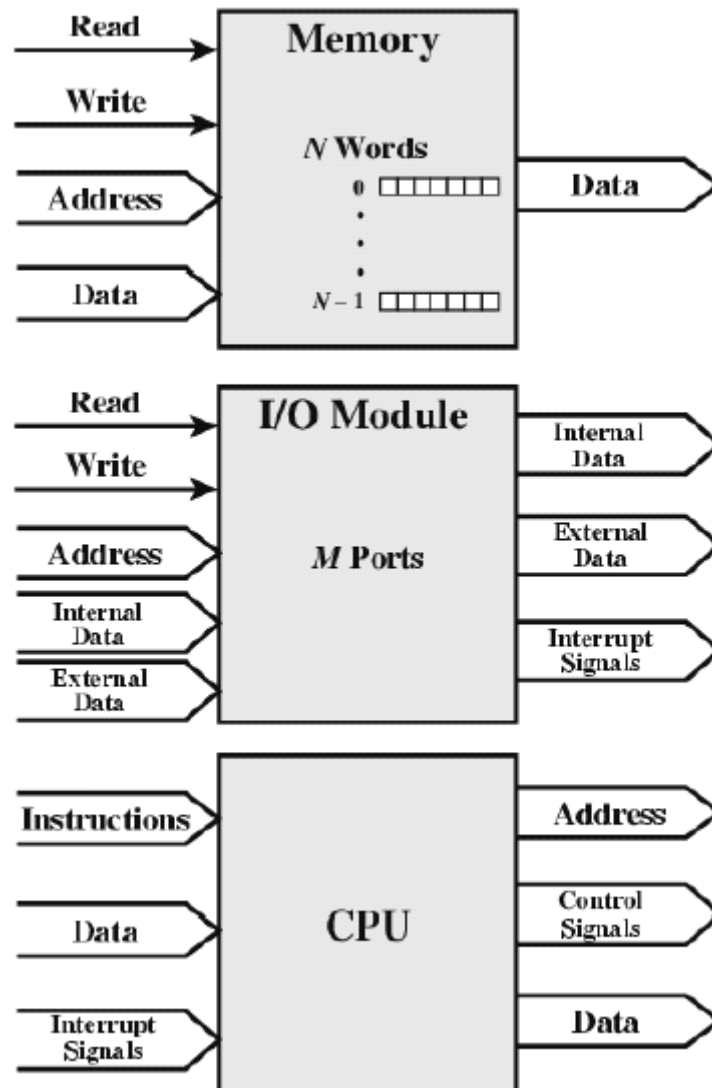 Read
Memory
Write
N Words
Address
0
Data
Data
N – 1
Read
I/O Module
Internal
Data
Write
Address
M Ports
External
Data
Internal
Data
Interrupt
Signals
External
Data
Instructions
Address
CPU
Control
Signals
Data
Interrupt
Signals
Data